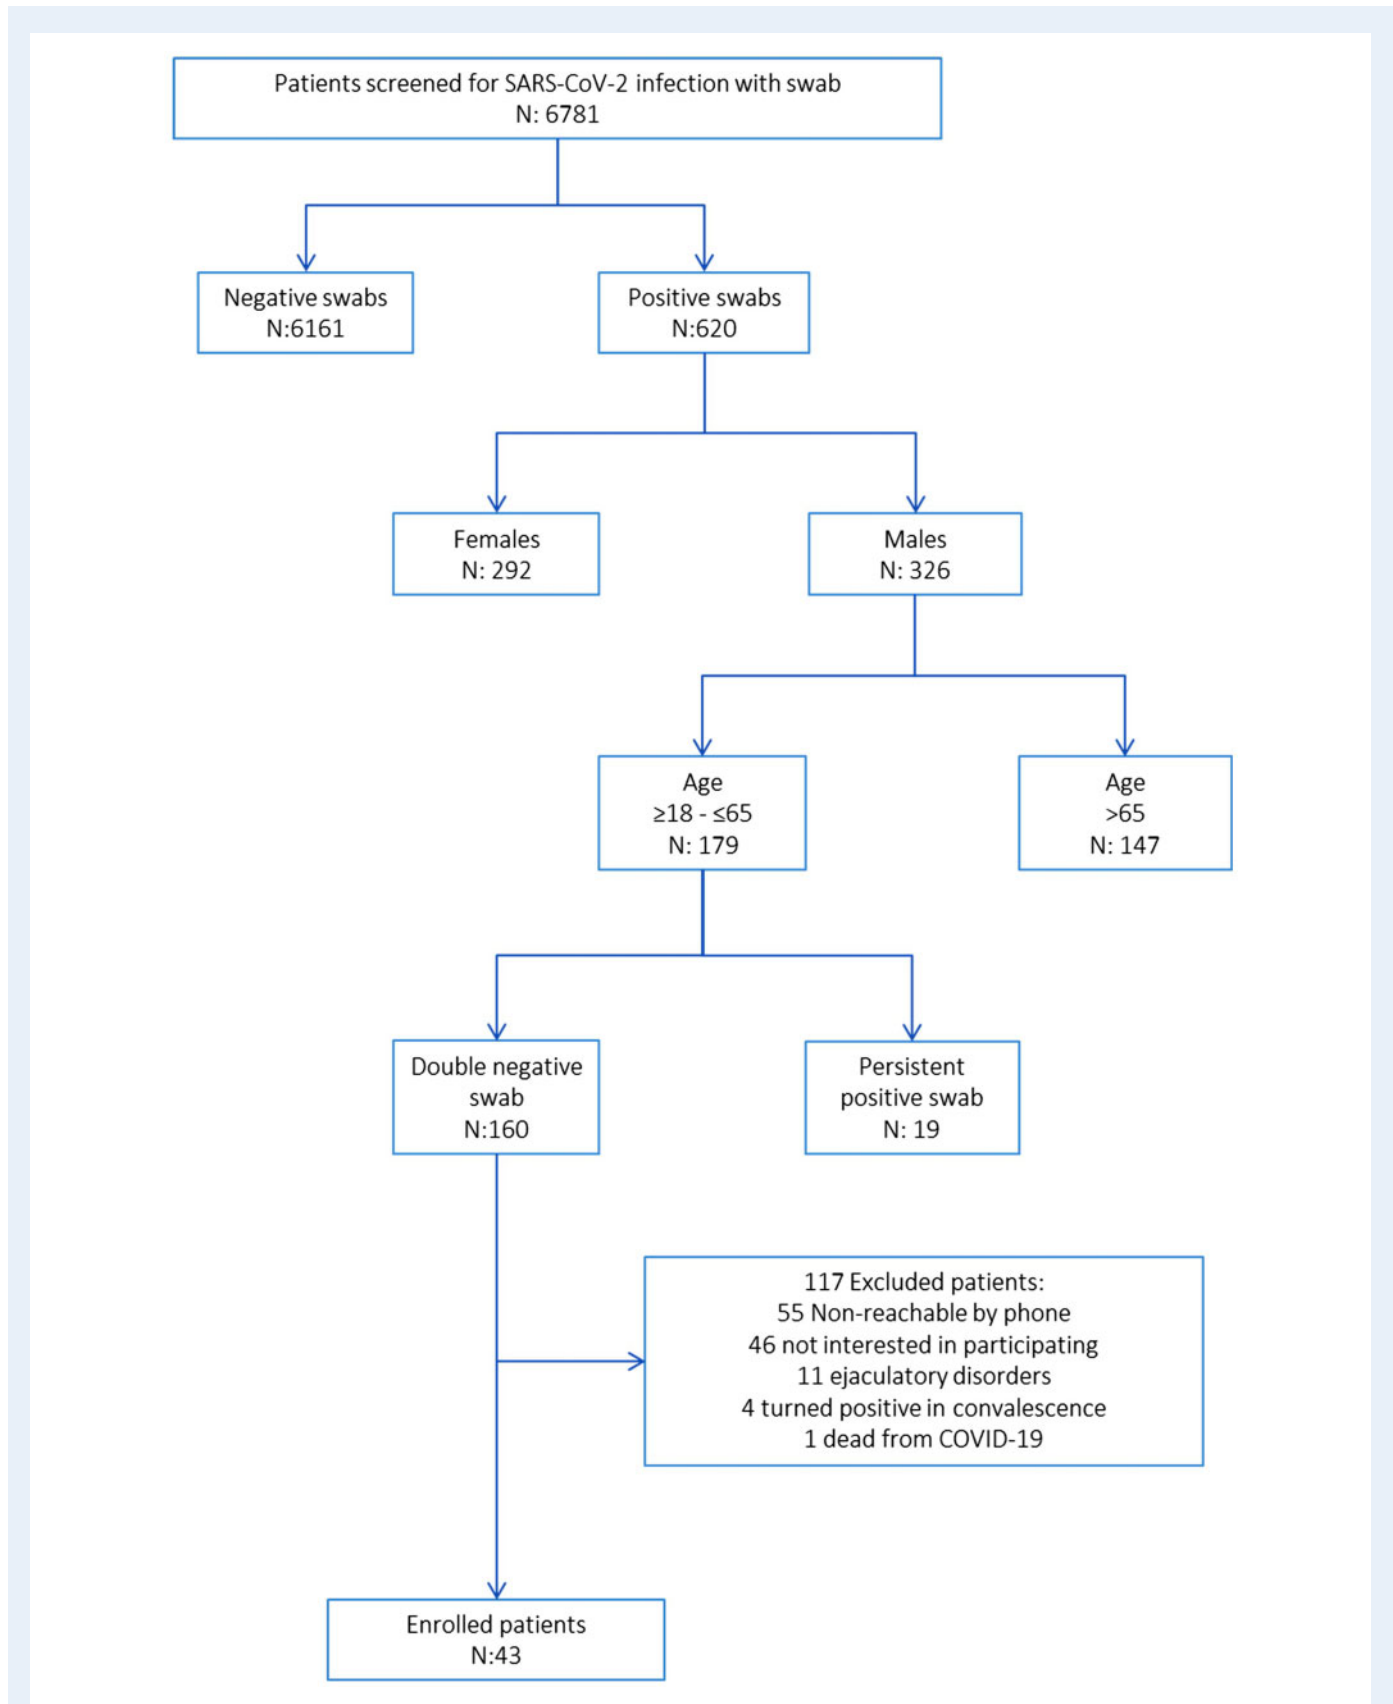 Patients screened for SARS-CoV-2 infection with swab
N: 6781
Negative swabs
N:6161
Positive swabs
N:620
Females
N: 292
Males
N: 326
Age
≥18 - ≤65
N: 179
Age
>65
N: 147
Double negative
swab
N:160
Persistent
positive swab
N: 19
117 Excluded patients:
55 Non-reachable by phone
46 not interested in participating
11 ejaculatory disorders
4 turned positive in convalescence
1 dead from COVID-19
Enrolled patients
N:43